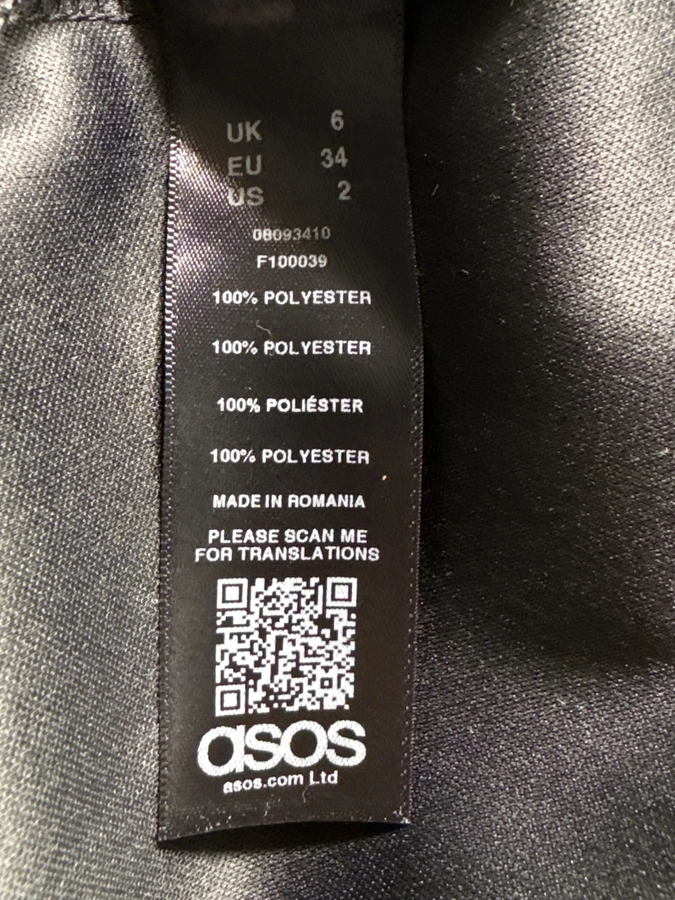 UK 6
EU 34
US 2
08093410
F100039
100% POLYESTER
100% POLYESTER
100% POLIÉSTER
100% POLYESTER
MADE IN ROMANIA
PLEASE SCAN ME
FOR TRANSLATIONS
asos
asos.com Ltd